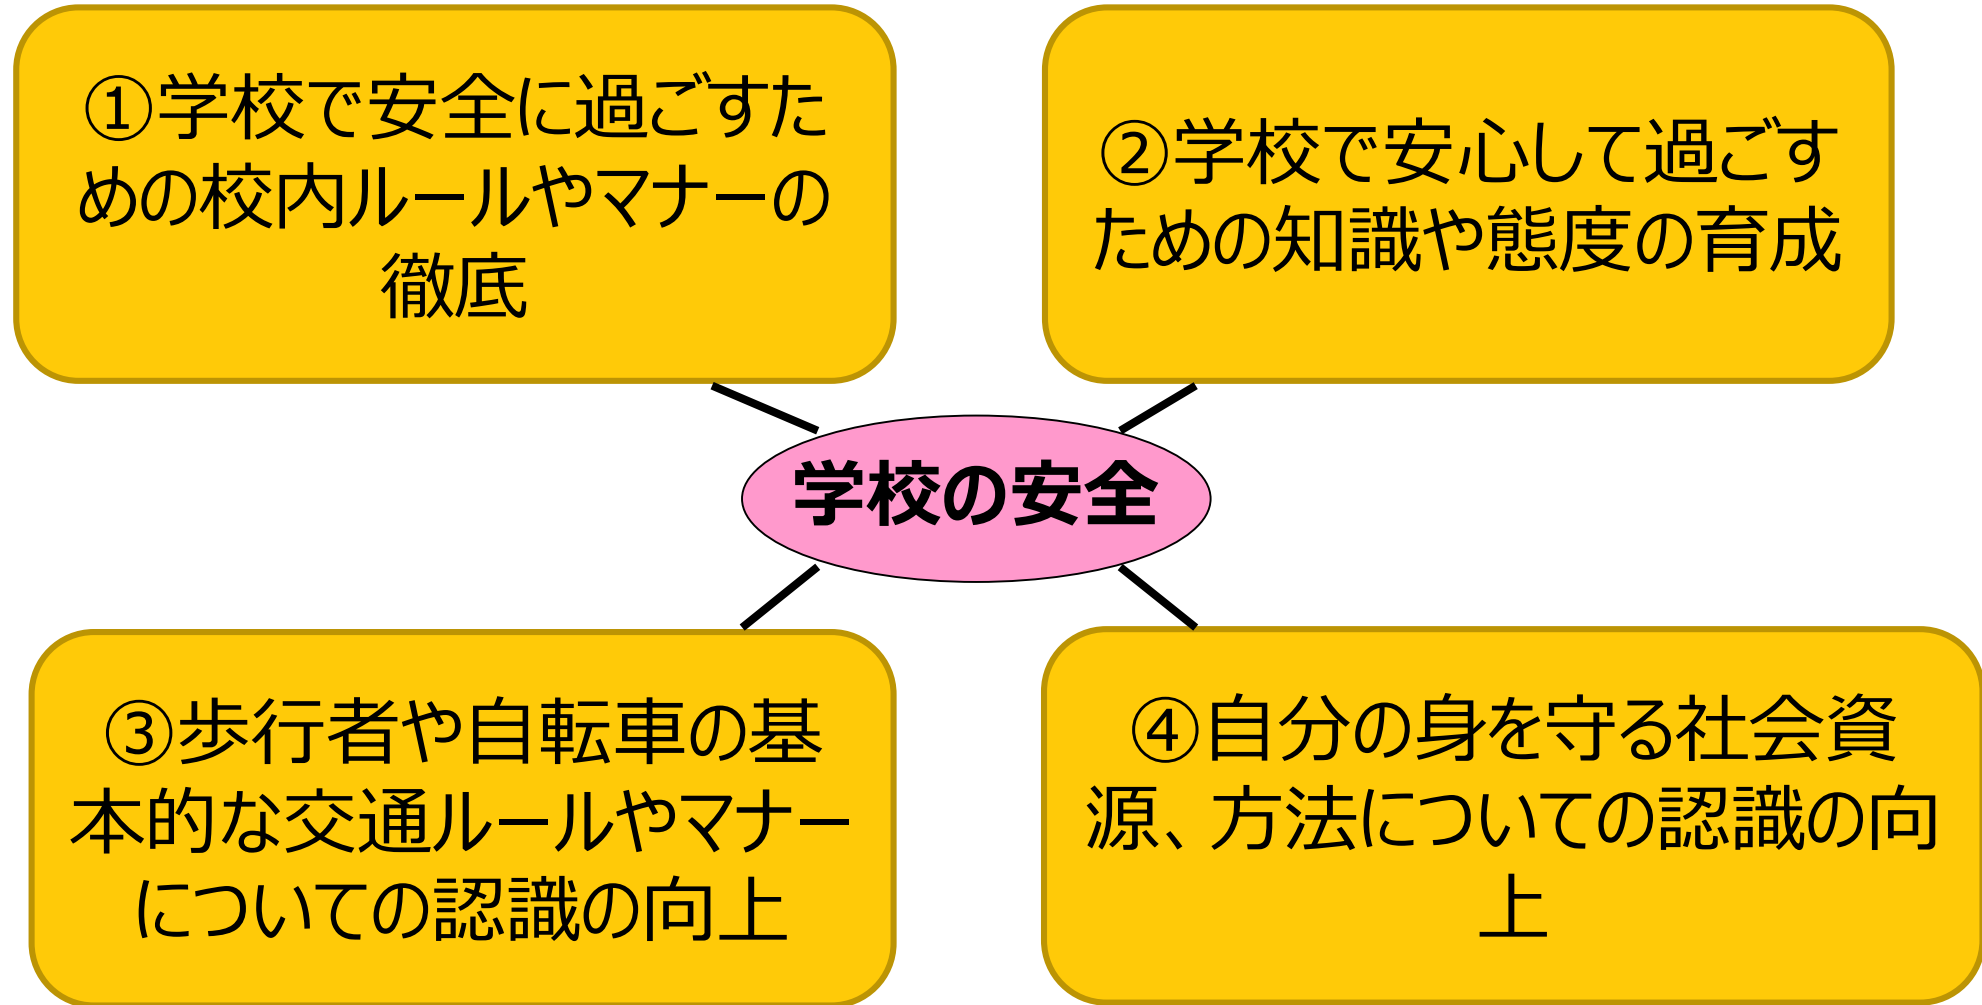 ①学校で安全に過ごすた
めの校内ルールやマナーの
徹底
②学校で安心して過ごす
ための知識や態度の育成
学校の安全
③歩行者や自転車の基
本的な交通ルールやマナー
についての認識の向上
④自分の身を守る社会資
源、方法についての認識の向
上